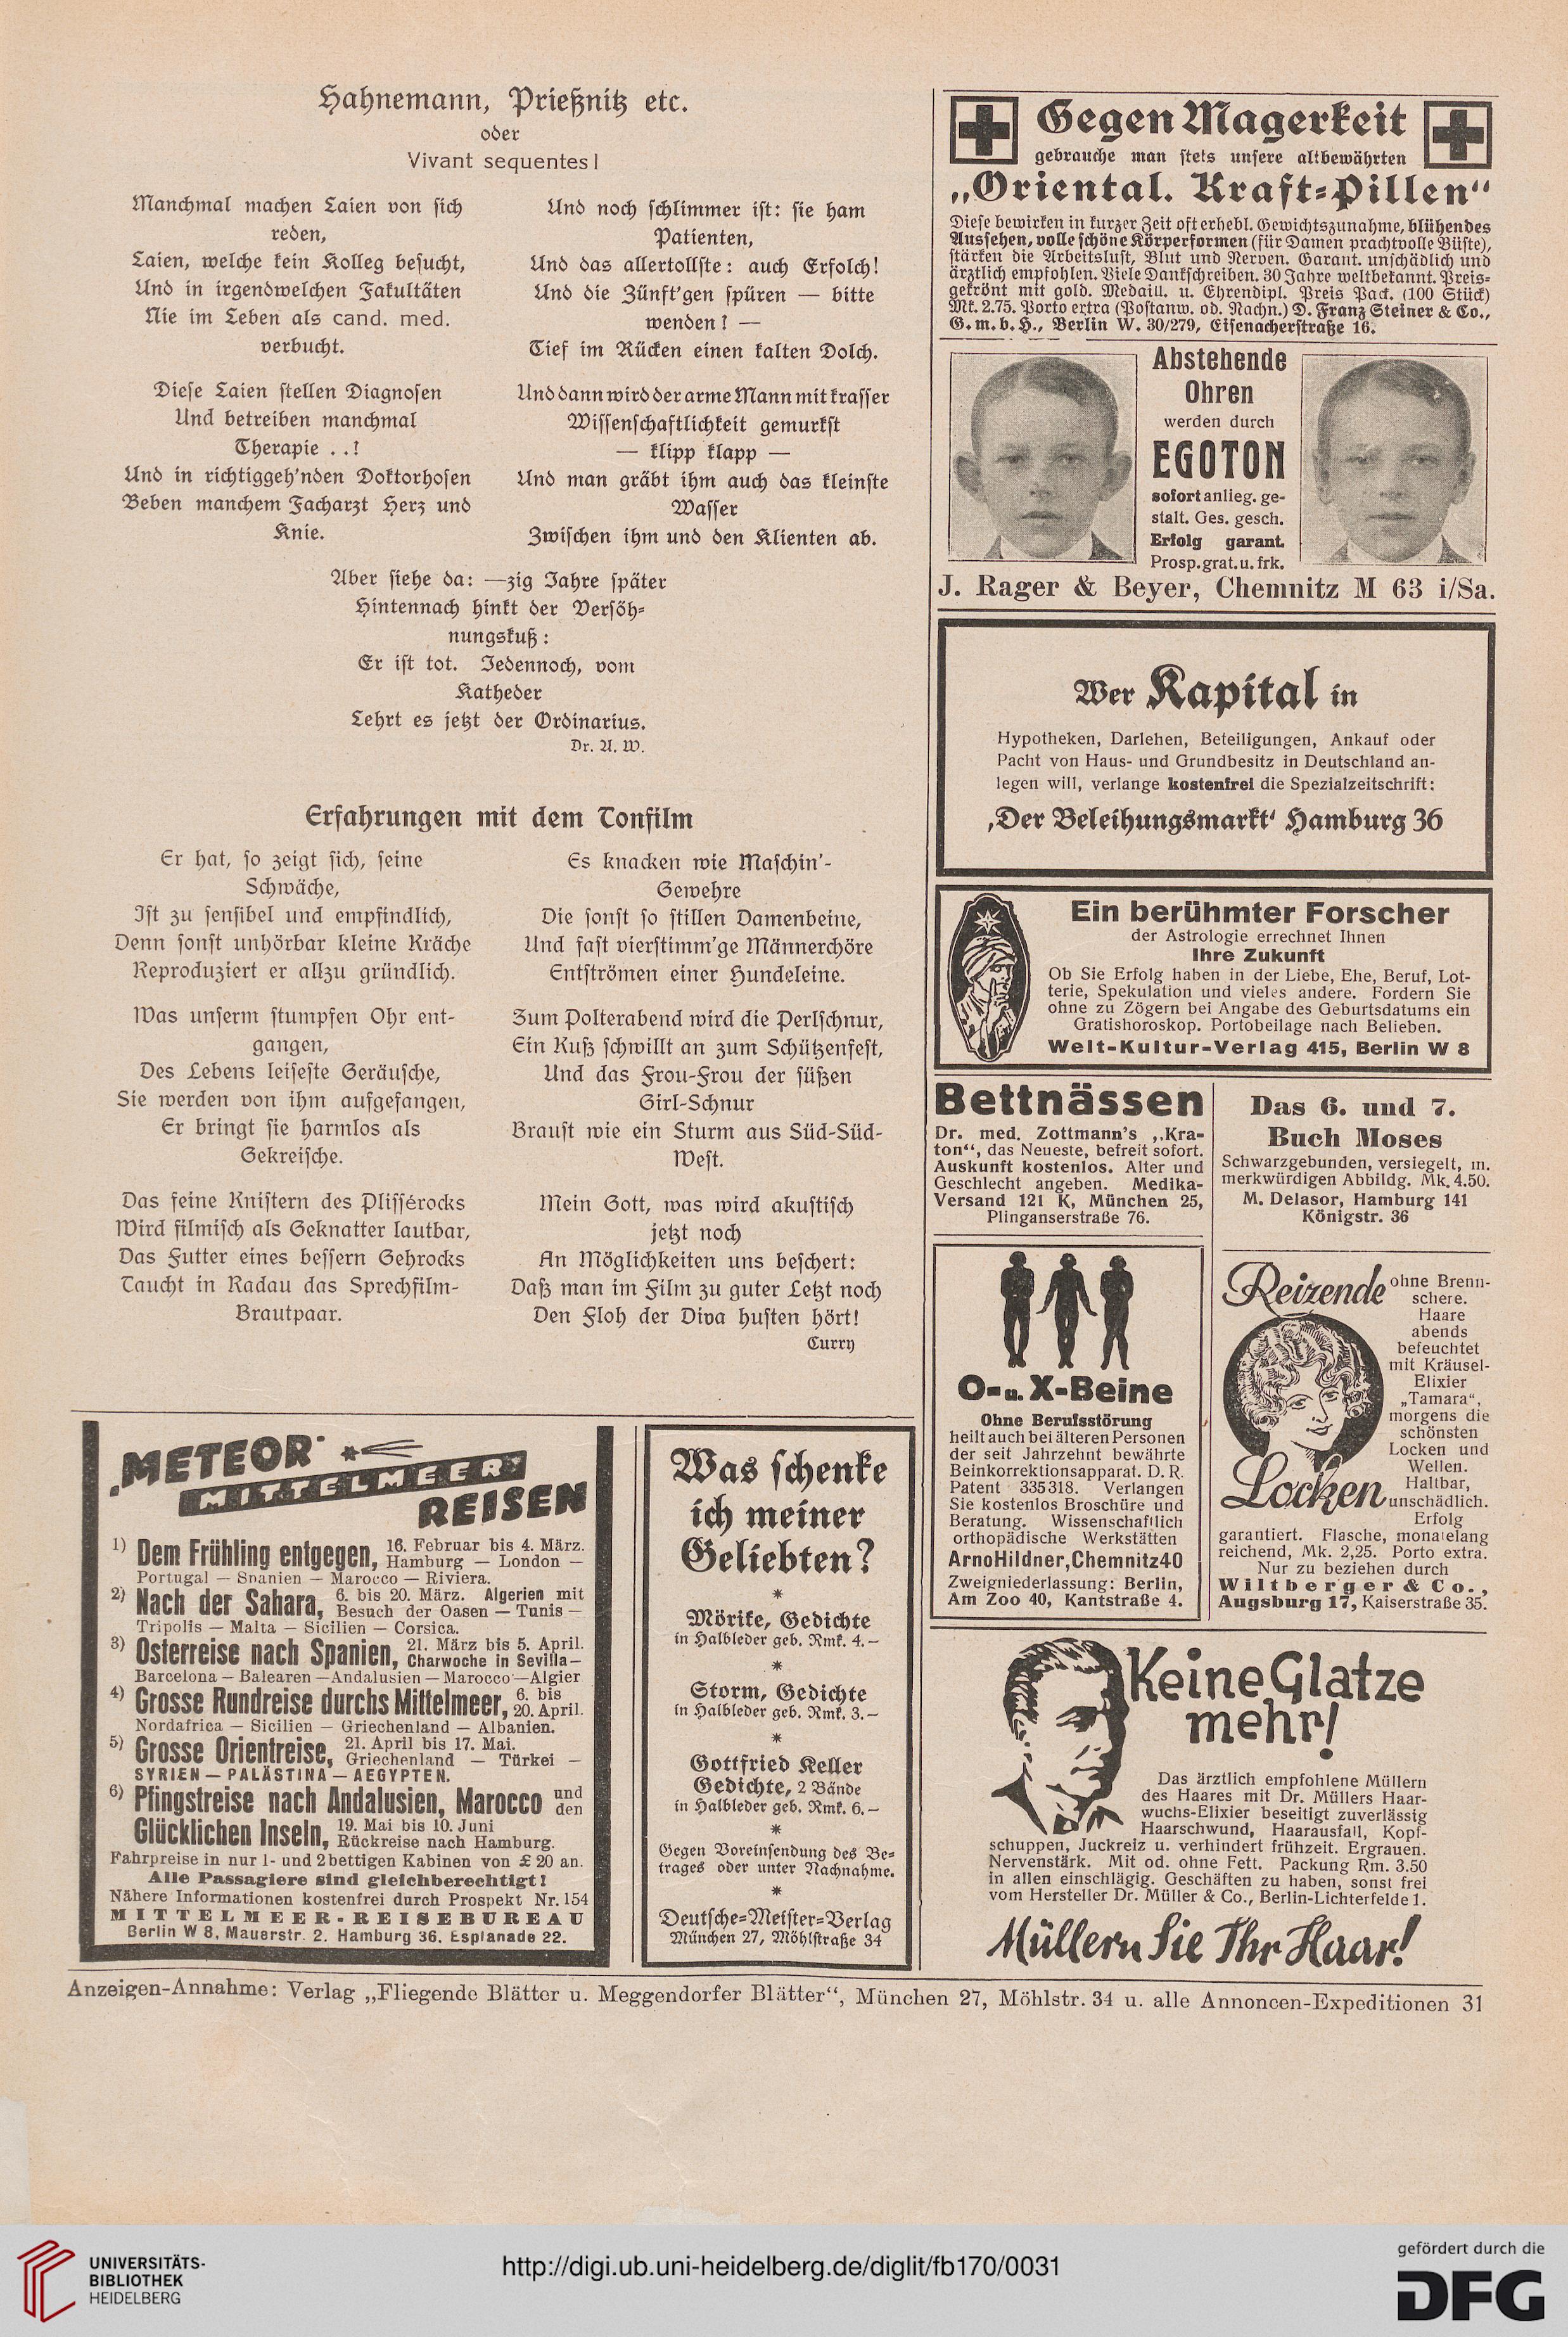 Hahnemann, Prießnitz etc.
oder
Vivant sequentes!
Manchmal machen Laien von sich
reden,
Laien, welche kein Kolleg besucht,
Und in irgendwelchen Fakultäten
Nie im Leben als cand. med.
verbucht.
Diese Laien stellen Diagnosen
Und betreiben manchmal
Therapie . .!
Und in richtiggeh'nden Doktorhosen
Beben manchem Facharzt Herz und
Knie.
Und noch schlimmer ist: sie ham
Patienten,
Und das allertollste: auch Erfolch!
Und die Zünft'gen spüren — bitte
wenden! —
Tief im Rücken einen kalten Dolch.
Und dann wird der arme Mann mit krasser
Wissenschaftlichkeit gemurkst
— klipp klapp —
Und man gräbt ihm auch das kleinste
Wasser
Zwischen ihm und den Klienten ab.
Aber siehe da: —zig Jahre später
Hintennach hinkt der Versöh-
nungskuß:
Er ist tot. Jedennoch, vom
Katheder
Lehrt es jetzt der Ordinarius.
Dr. A. W.
Erfahrungen mit dem Tonfilm
Er hat, so zeigt sich, seine
Schwäche,
Ist zu sensibel und empfindlich,
Denn sonst unhörbar kleine Kräche
Reproduziert er allzu gründlich.
Was unserm stumpfen Ohr ent-
gangen,
Des Lebens leiseste Geräusche,
Sie werden von ihm aufgefangen,
Er bringt sie harmlos als
Gekreische.
Das feine Knistern des Plissérocks
Wird filmisch als Geknatter lautbar,
Das Futter eines bessern Gehrocks
Taucht in Radau das Sprechfilm-
Brautpaar.
Es knacken wie Maschin'-
Gewehre
Die sonst so stillen Damenbeine,
Und fast vierstimm'ge Männerchöre
Entströmen einer Hundeleine.
Zum Polterabend wird die Perlschnur,
Ein Kuß schwillt an zum Schützenfest,
Und das Frou-Frou der süßen
Girl-Schnur
Braust wie ein Sturm aus Süd-Süd-
West.
Mein Gott, was wird akustisch
jetzt noch
An Möglichkeiten uns beschert:
Daß man im Film zu guter Letzt noch
Den Floh der Diva husten hört!
Curry
„METEOR“
MITTELMEER
REISEN
1) Dem Frühling entgegen, 16. Februar bis 4. März.
Hamburg — London —
Portugal — Spanien — Marocco — Riviera.
2) Nach der Sahara, 6. bis 20. März. Algerien mit
Besuch der Oasen — Tunis —
Tripolis — Malta — Sicilien — Corsica.
3) Osterreise nach Spanien, 21. März bis 5. April.
Charwoche in Sevilla—
Barcelona — Balearen — Andalusien — Marocco — Algier
4) Grosse Rundreise durchs Mittelmeer, 6. bis
20. April.
Nordafrica — Sicilien — Griechenland — Albanien.
5) Grosse Orientreise, 21. April bis 17. Mai.
Griechenland — Türkei —
SYRIEN — PALÄSTINA — AEGYPTEN.
6) Pfingstreise nach Andalusien, Marocco und
den
Glücklichen Inseln, 19. Mai bis 10. Juni
Rückreise nach Hamburg.
Fahrpreise in nur 1- und 2bettigen Kabinen von £ 20 an.
Alle Passagiere sind gleichberechtigt!
Nähere Informationen kostenfrei durch Prospekt Nr. 154
MITTELMEER-REISEBUREAU
Berlin W 8, Mauerstr. 2. Hamburg 36, Esplanade 22.
Was schenke
ich meiner
Geliebten?
*
Mörike, Gedichte
in Halbleder geb. Rmk. 4.—
*
Storm, Gedichte
in Halbleder geb. Rmk. 3.—
*
Gottfried Keller
Gedichte, 2 Bände
in Halbleder geb. Rmk. 6.—
*
Gegen Voreinsendung des Be-
trages oder unter Nachnahme.
*
Deutsche-Meister-Verlag
München 27, Möhlstraße 34
Gegen Magerkeit
gebrauche man stets unsere altbewährten
„Oriental. Kraft-Pillen“
Diese bewirken in kurzer Zeit oft erhebl. Gewichtszunahme, blühendes
Aussehen, volle schöne Körperformen (für Damen prachtvolle Büste),
stärken die Arbeitslust, Blut und Nerven. Garant. unschädlich und
ärztlich empfohlen. Viele Dankschreiben. 30 Jahre weltbekannt. Preis-
gekrönt mit gold. Medaill. u. Ehrendipl. Preis Pack. (100 Stück)
Mk. 2.75. Porto extra (Postanw. od. Nachn.) D. Franz Steiner & Co.,
G. m. b. H., Berlin W. 30/279, Eisenacherstraße 16.
Abstehende
Ohren
werden durch
EGOTON
sofort anlieg. ge-
stalt. Ges. gesch.
Erfolg garant.
Prosp. grat. u. frk.
J. Rager & Beyer, Chemnitz M 63 i/Sa.
Wer Kapital in
Hypotheken, Darlehen, Beteiligungen, Ankauf oder
Pacht von Haus- und Grundbesitz in Deutschland an-
legen will, verlange kostenfrei die Spezialzeitschrift:
‚Der Beleihungsmarkt‘ Hamburg 36
Ein berühmter Forscher
der Astrologie errechnet Ihnen
Ihre Zukunft
Ob Sie Erfolg haben in der Liebe, Ehe, Beruf, Lot-
terie, Spekulation und vieles andere. Fordern Sie
ohne zu Zögern bei Angabe des Geburtsdatums ein
Gratishoroskop. Portobeilage nach Belieben.
Welt-Kultur-Verlag 415, Berlin W 8
Bettnässen
Dr. med. Zottmann's „Kra-
ton“, das Neueste, befreit sofort.
Auskunft kostenlos. Alter und
Geschlecht angeben. Medika-
Versand 121 K, München 25,
Plinganserstraße 76.
Das 6. und 7.
Buch Moses
Schwarzgebunden, versiegelt, m.
merkwürdigen Abbildg. Mk. 4.50.
M. Delasor, Hamburg 141
Königstr. 36
O- u. X-Beine
Ohne Berufsstörung
heilt auch bei älteren Personen
der seit Jahrzehnt bewährte
Beinkorrektionsapparat. D. R.
Patent 335318. Verlangen
Sie kostenlos Broschüre und
Beratung. Wissenschaftlich
orthopädische Werkstätten
Arno Hildner, Chemnitz 40
Zweigniederlassung: Berlin,
Am Zoo 40, Kantstraße 4.
Reizende
Locken
ohne Brenn-
schere.
Haare
abends
befeuchtet
mit Kräusel-
Elixier
„Tamara“,
morgens die
schönsten
Locken und
Wellen.
Haltbar,
unschädlich.
Erfolg
garantiert. Flasche, monatelang
reichend, Mk. 2,25. Porto extra.
Nur zu beziehen durch
Wiltberger & Co.,
Augsburg 17, Kaiserstraße 35.
Keine Glatze
mehr!
Das ärztlich empfohlene Müllern
des Haares mit Dr. Müllers Haar-
wuchs-Elixier beseitigt zuverlässig
Haarschwund, Haarausfall, Kopf-
schuppen, Juckreiz u. verhindert frühzeit. Ergrauen.
Nervenstärk. Mit od. ohne Fett. Packung Rm. 3.50
in allen einschlägig. Geschäften zu haben, sonst frei
vom Hersteller Dr. Müller & Co., Berlin-Lichterfelde 1.
Müllern Sie Ihr Haar!
Anzeigen-Annahme: Verlag „Fliegende Blätter u. Meggendorfer Blätter“, München 27, Möhlstr. 34 u. alle Annoncen-Expeditionen 31
UNIVERSITÄTS-
BIBLIOTHEK
HEIDELBERG
http://digi.ub.uni-heidelberg.de/diglit/fb170/0031
gefördert durch die
DFG